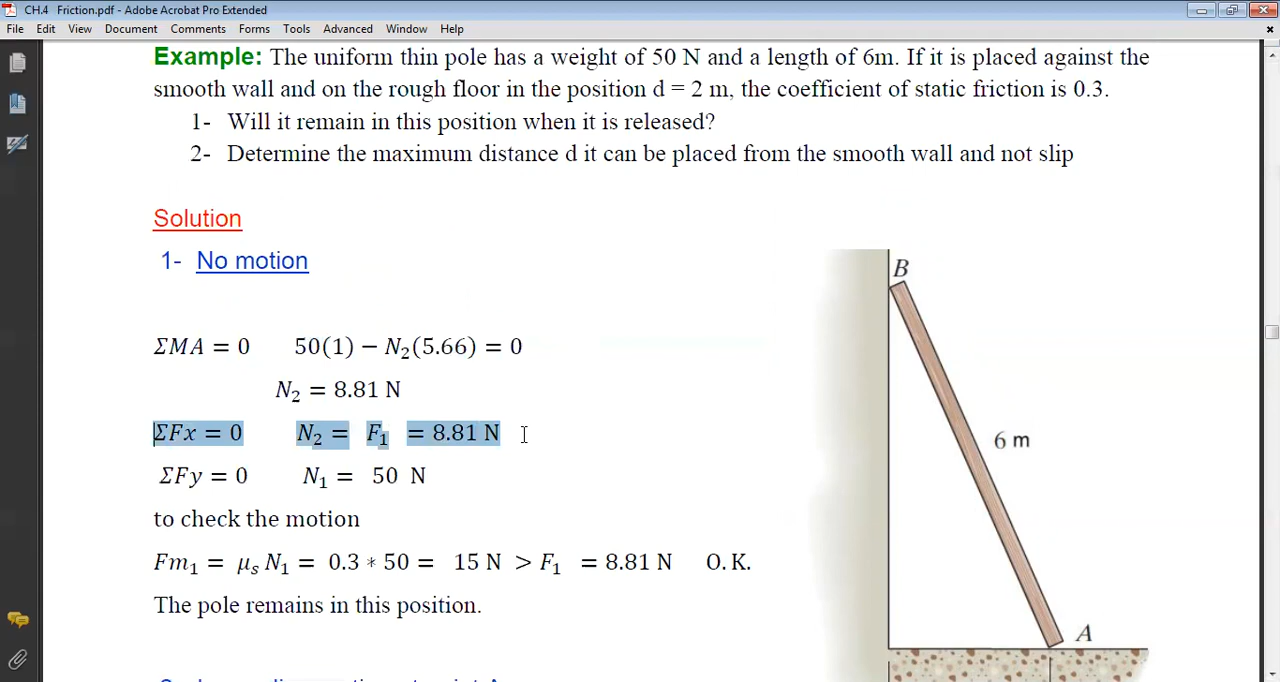 CH.4 Friction.pdf - Adobe Acrobat Pro Extended
File Edit View Document Comments Forms Tools Advanced Window Help
Example: The uniform thin pole has a weight of 50 N and a length of 6m. If it is placed against the
smooth wall and on the rough floor in the position d = 2 m, the coefficient of static friction is 0.3.
1- Will it remain in this position when it is released?
2- Determine the maximum distance d it can be placed from the smooth wall and not slip
Solution
1- No motion
B
ΣMA = 0 50(1) − N₂(5.66) = 0
N₂ = 8.81 N
ΣFx = 0 N₂ = F₁ = 8.81 N
6 m
ΣFy = 0 N₁ = 50 N
to check the motion
Fm₁ = μₛ N₁ = 0.3 * 50 = 15 N > F₁ = 8.81 N O.K.
The pole remains in this position.
A